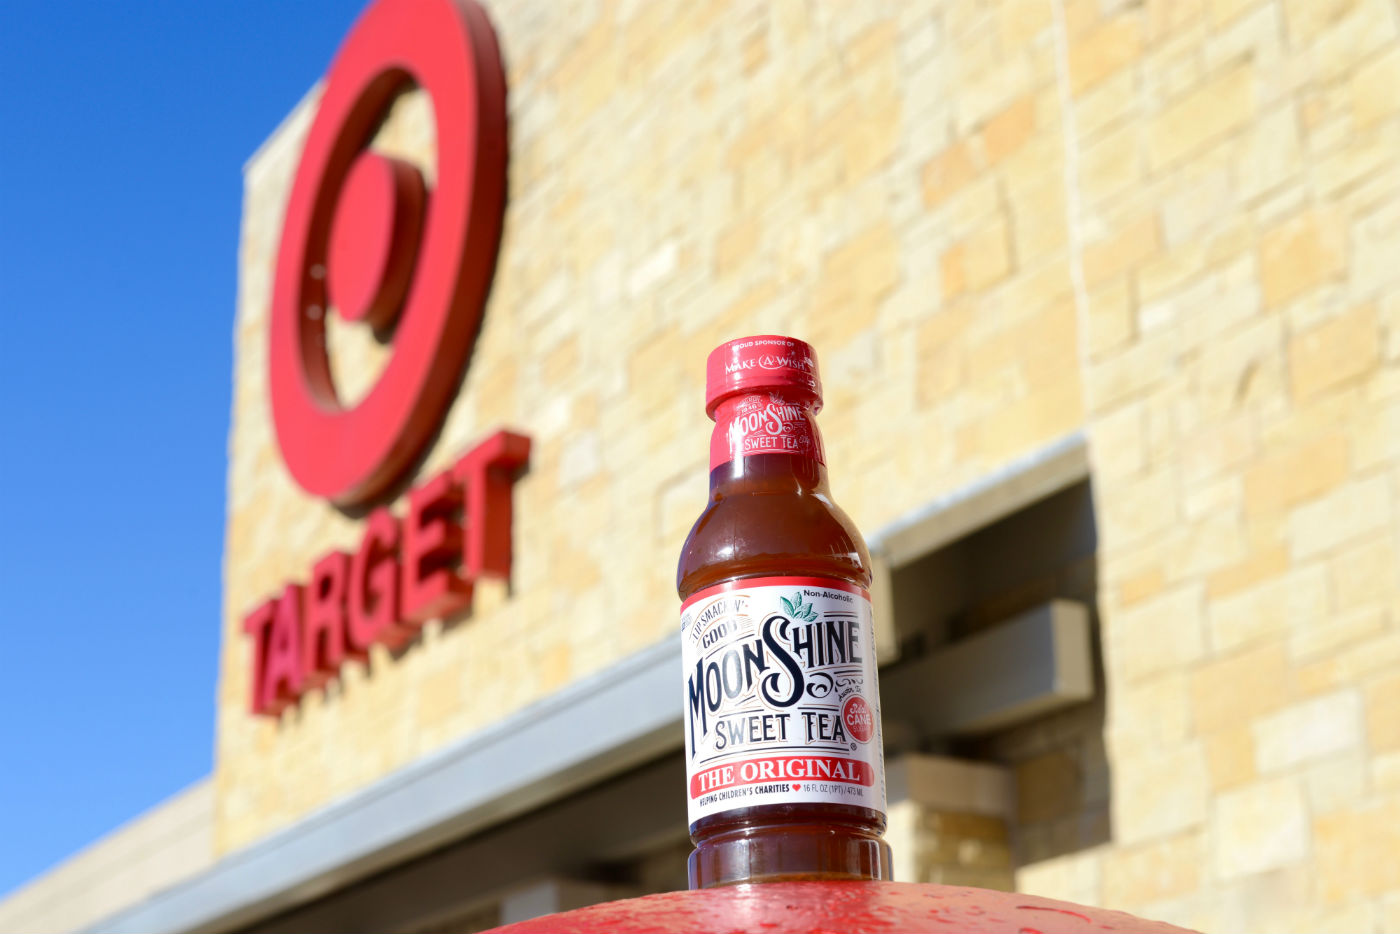 TARGET
PROUD SPONSOR OF
MAKE A WISH
MOONSHINE
SWEET TEA
Non-Alcoholic
LIP SMACKIN'
GOOD
MOONSHINE
SWEET TEA®
CANE
THE ORIGINAL
HELPING CHILDREN'S CHARITIES ♥ 16 FL OZ (1PT) / 473 ML